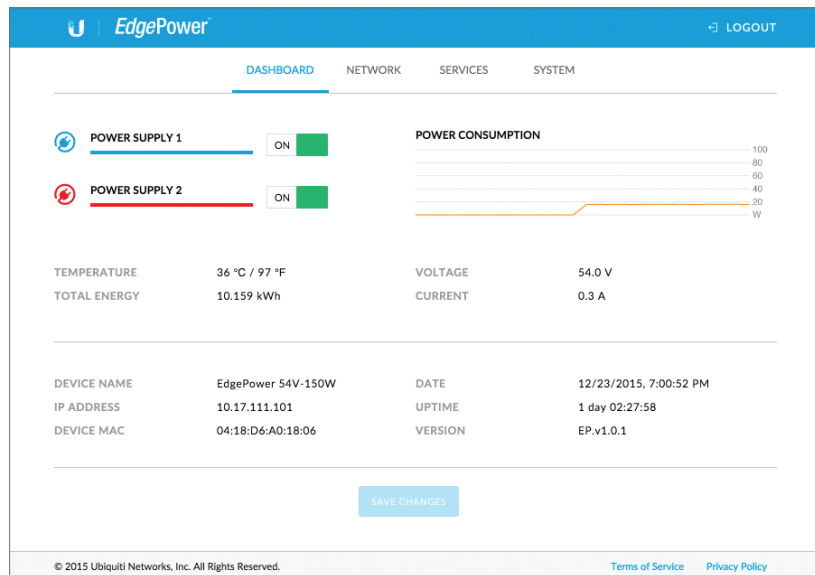 EdgePower™
LOGOUT
DASHBOARD NETWORK SERVICES SYSTEM
POWER SUPPLY 1 ON
POWER SUPPLY 2 ON
POWER CONSUMPTION
100
80
60
40
20
W
TEMPERATURE 36 °C / 97 °F VOLTAGE 54.0 V
TOTAL ENERGY 10.159 kWh CURRENT 0.3 A
DEVICE NAME EdgePower 54V-150W DATE 12/23/2015, 7:00:52 PM
IP ADDRESS 10.17.111.101 UPTIME 1 day 02:27:58
DEVICE MAC 04:18:D6:A0:18:06 VERSION EP.v1.0.1
SAVE CHANGES
© 2015 Ubiquiti Networks, Inc. All Rights Reserved. Terms of Service Privacy Policy